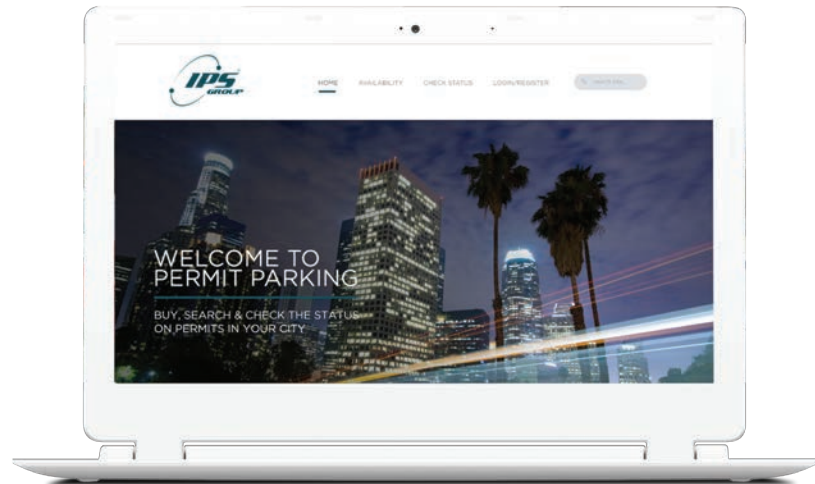 IPS
GROUP
HOME AVAILABILITY CHECK STATUS LOGIN/REGISTER
WELCOME TO
PERMIT PARKING
BUY, SEARCH & CHECK THE STATUS
ON PERMITS IN YOUR CITY